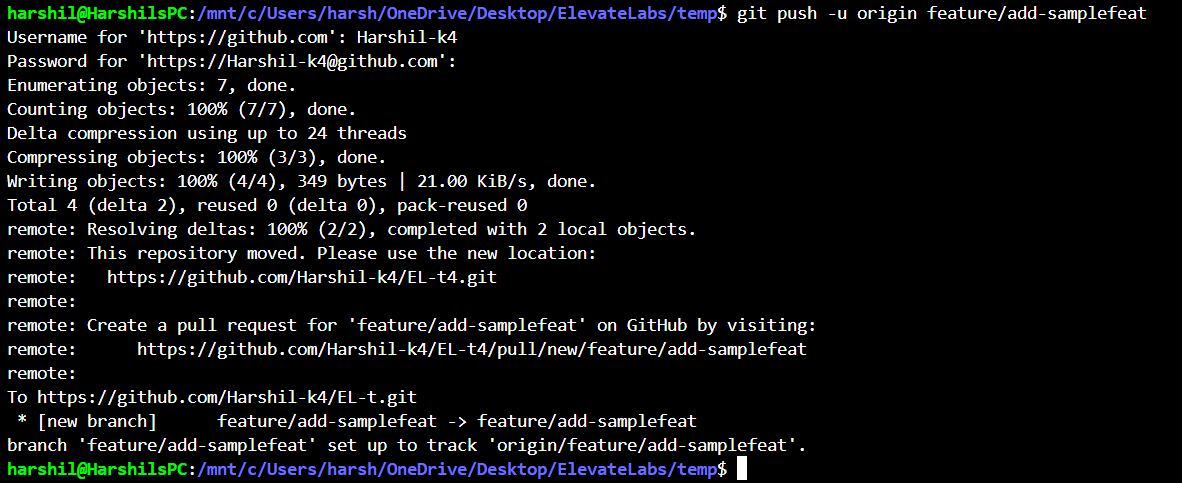 harshil@HarshilsPC:/mnt/c/Users/harsh/OneDrive/Desktop/ElevateLabs/temp$ git push -u origin feature/add-samplefeat
Username for 'https://github.com': Harshil-k4
Password for 'https://Harshil-k4@github.com':
Enumerating objects: 7, done.
Counting objects: 100% (7/7), done.
Delta compression using up to 24 threads
Compressing objects: 100% (3/3), done.
Writing objects: 100% (4/4), 349 bytes | 21.00 KiB/s, done.
Total 4 (delta 2), reused 0 (delta 0), pack-reused 0
remote: Resolving deltas: 100% (2/2), completed with 2 local objects.
remote: This repository moved. Please use the new location:
remote:   https://github.com/Harshil-k4/EL-t4.git
remote:
remote: Create a pull request for 'feature/add-samplefeat' on GitHub by visiting:
remote:      https://github.com/Harshil-k4/EL-t4/pull/new/feature/add-samplefeat
remote:
To https://github.com/Harshil-k4/EL-t.git
 * [new branch]      feature/add-samplefeat -> feature/add-samplefeat
branch 'feature/add-samplefeat' set up to track 'origin/feature/add-samplefeat'.
harshil@HarshilsPC:/mnt/c/Users/harsh/OneDrive/Desktop/ElevateLabs/temp$